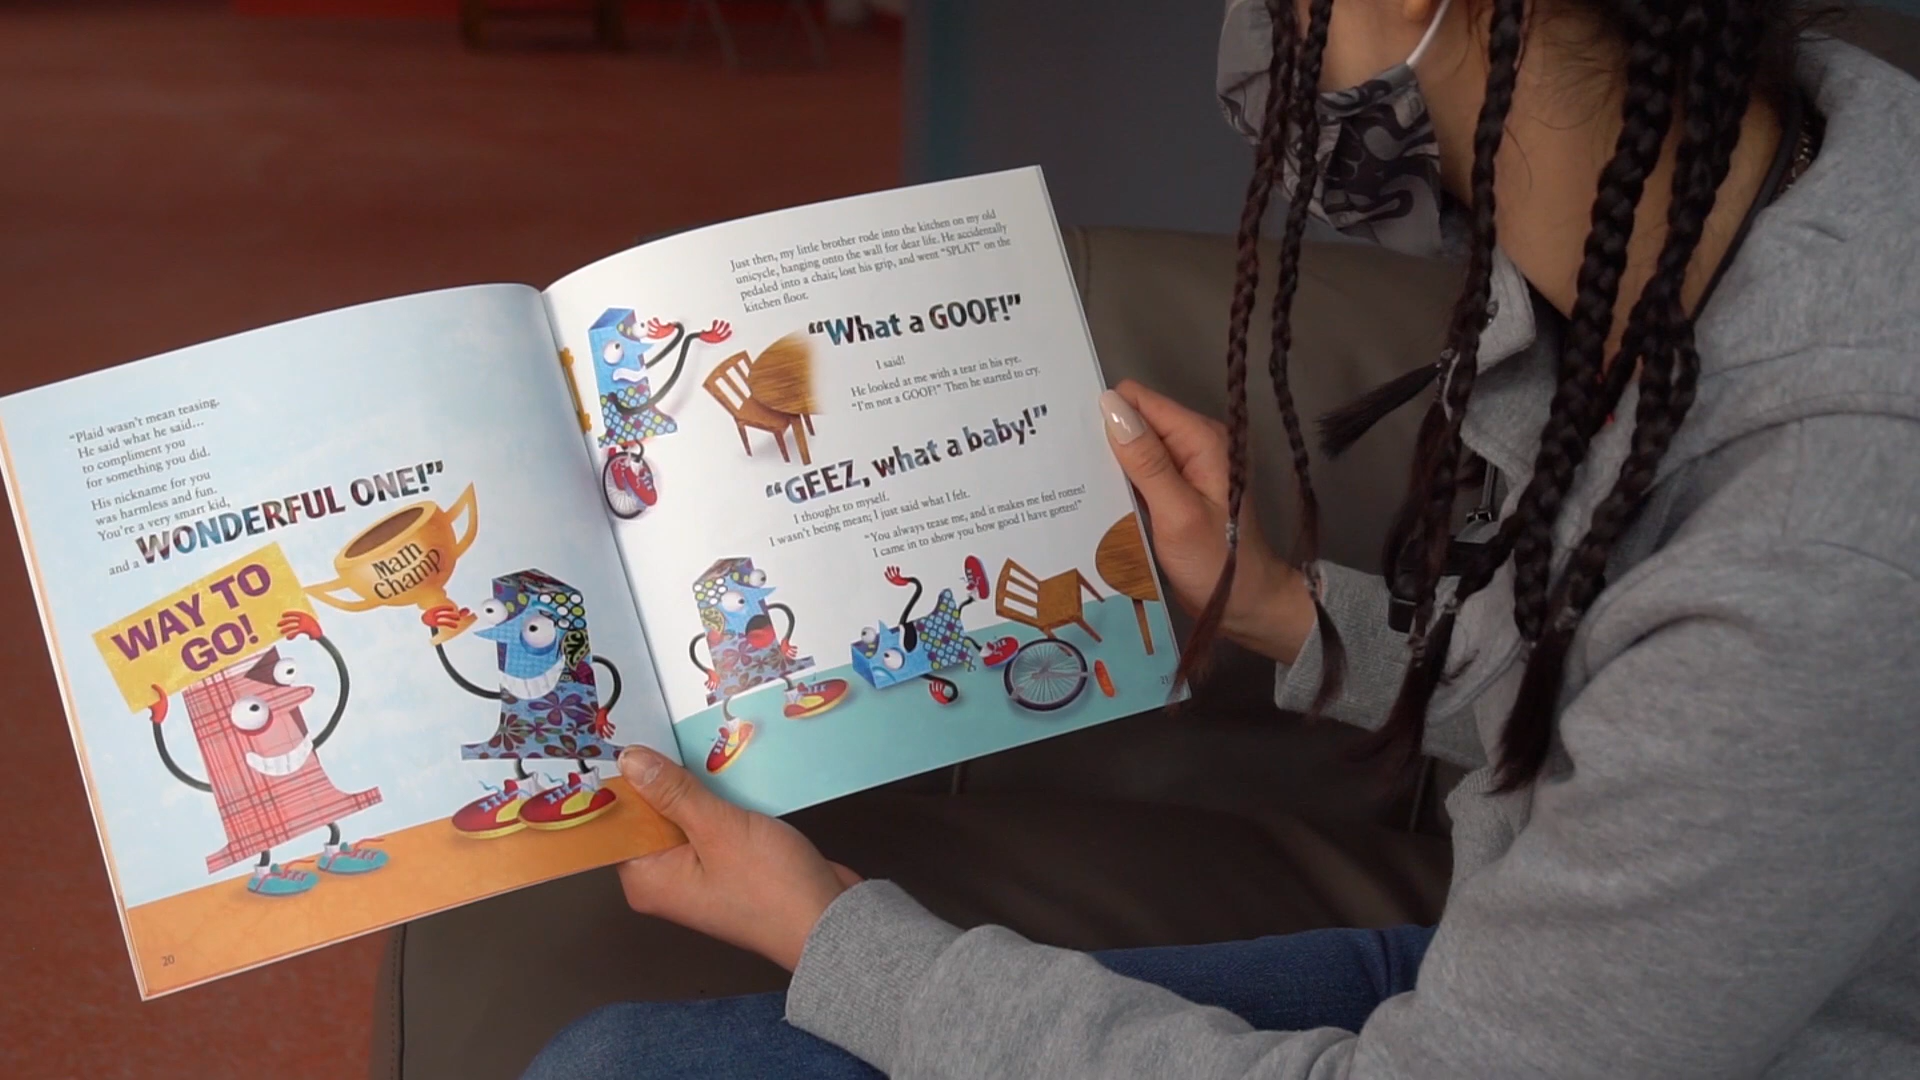 "Plaid wasn't mean teasing.
He said what he said...
to compliment you
for something you did.
His nickname for you
was harmless and fun.
You're a very smart kid,
and a WONDERFUL ONE!"
WAY TO
GO!
Math
champ
20
Just then, my little brother rode into the kitchen on my old
unicycle, hanging onto the wall for dear life. He accidentally
pedaled into a chair, lost his grip, and went "SPLAT" on the
kitchen floor.
"What a GOOF!"
I said!
He looked at me with a tear in his eye.
"I'm not a GOOF!" Then he started to cry.
"GEEZ, what a baby!"
I thought to myself.
I wasn't being mean; I just said what I felt.
"You always tease me, and it makes me feel rotten!
I came in to show you how good I have gotten!"
21